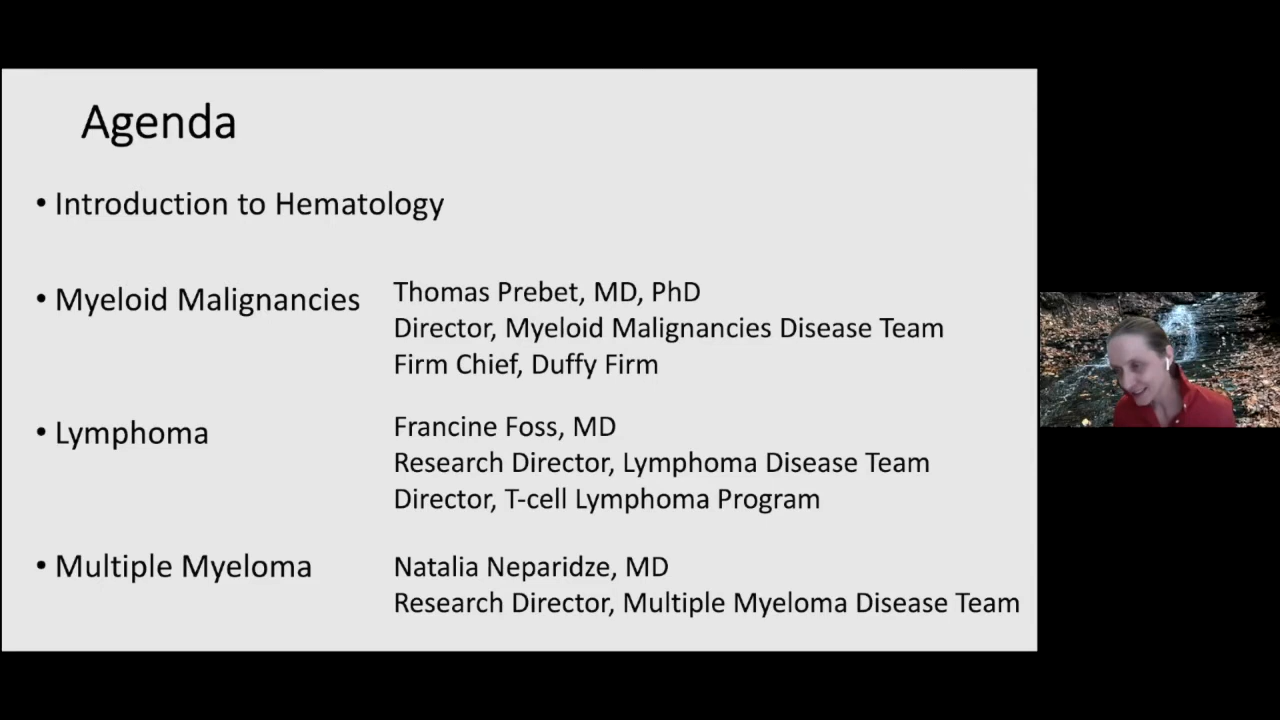 Agenda
• Introduction to Hematology
• Myeloid Malignancies
Thomas Prebet, MD, PhD
Director, Myeloid Malignancies Disease Team
Firm Chief, Duffy Firm
• Lymphoma
Francine Foss, MD
Research Director, Lymphoma Disease Team
Director, T-cell Lymphoma Program
• Multiple Myeloma
Natalia Neparidze, MD
Research Director, Multiple Myeloma Disease Team